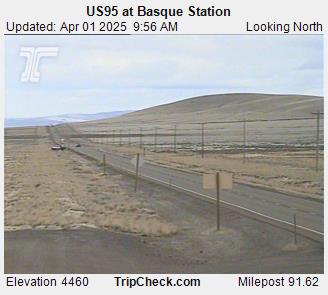 US95 at Basque Station
Updated: Apr 01 2025 9:56 AM Looking North
Elevation 4460 TripCheck.com Milepost 91.62